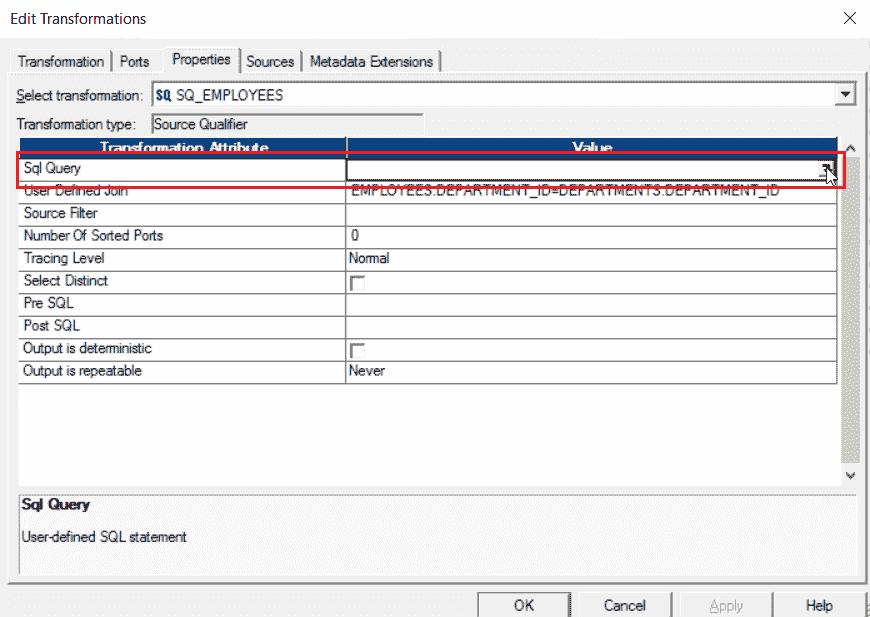 Edit Transformations
Transformation Ports Properties Sources Metadata Extensions
Select transformation: SQ SQ_EMPLOYEES
Transformation type: Source Qualifier
Transformation Attribute Value
Sql Query
User Defined Join EMPLOYEES.DEPARTMENT_ID=DEPARTMENTS.DEPARTMENT_ID
Source Filter
Number Of Sorted Ports 0
Tracing Level Normal
Select Distinct
Pre SQL
Post SQL
Output is deterministic
Output is repeatable Never
Sql Query
User-defined SQL statement
OK Cancel Apply Help